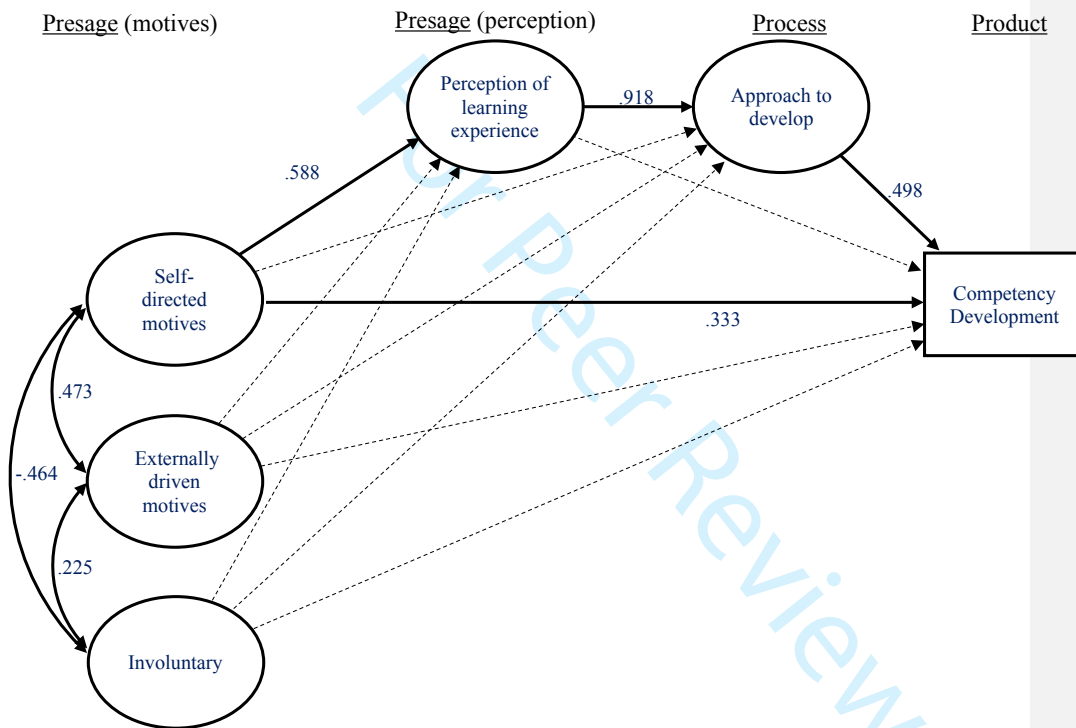 Presage (motives)
Presage (perception)
Process
Product
Perception of
learning
experience
.918
Approach to
develop
.588
.498
Self-
directed
motives
.333
Competency
Development
.473
-.464
Externally
driven
motives
.225
Involuntary
For Peer Review